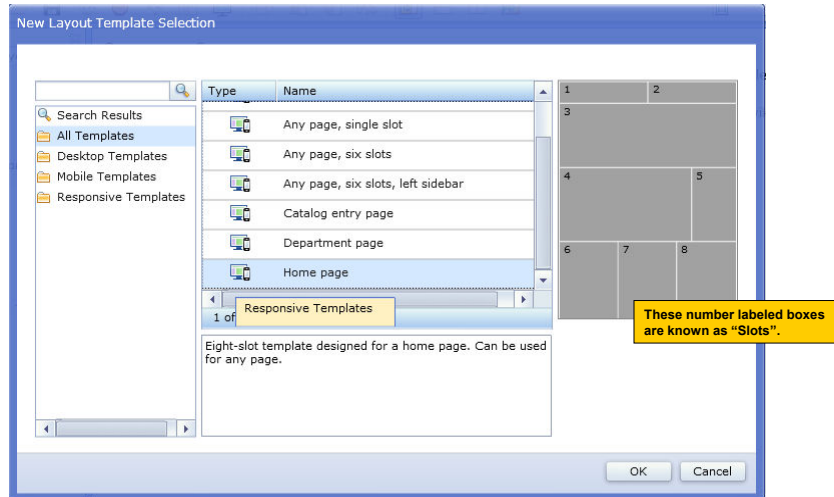 New Layout Template Selection
Type Name
Search Results
All Templates
Desktop Templates
Mobile Templates
Responsive Templates
Any page, single slot
Any page, six slots
Any page, six slots, left sidebar
Catalog entry page
Department page
Home page
1 of
Responsive Templates
Eight-slot template designed for a home page. Can be used
for any page.
1 2
3
4 5
6 7 8
These number labeled boxes
are known as “Slots”.
OK Cancel